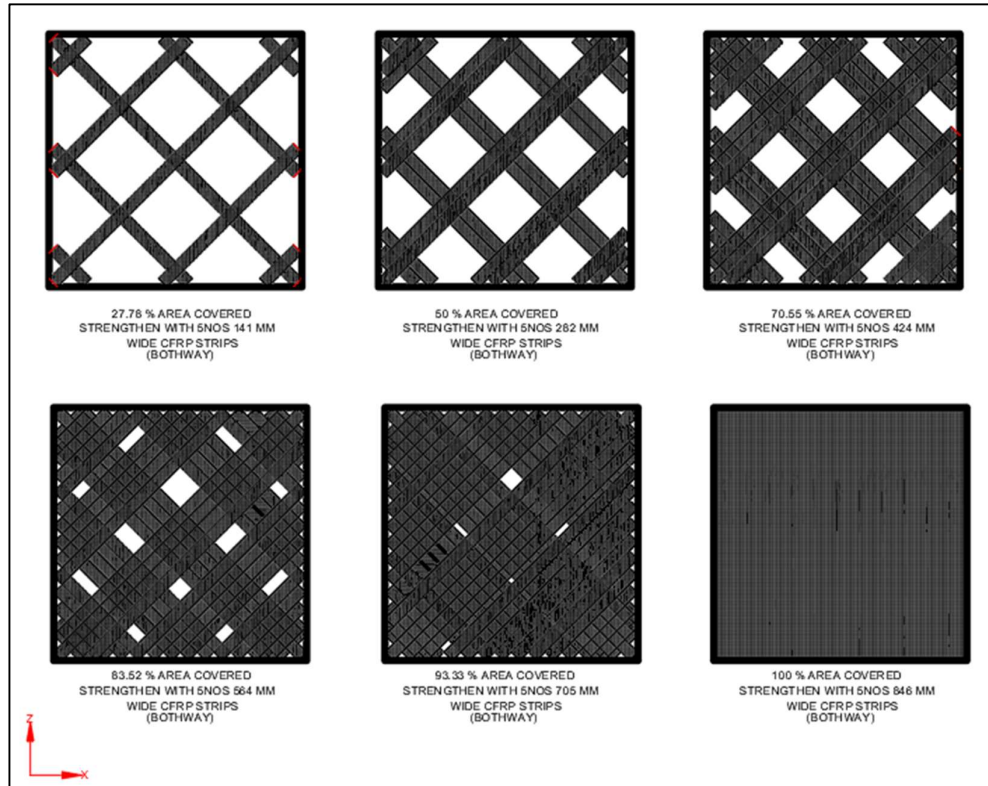 27.78 % AREA COVERED
STRENGTHEN WITH 5NOS 141 MM
WIDE CFRP STRIPS
(BOTHWAY)
50 % AREA COVERED
STRENGTHEN WITH 5NOS 282 MM
WIDE CFRP STRIPS
(BOTHWAY)
70.55 % AREA COVERED
STRENGTHEN WITH 5NOS 424 MM
WIDE CFRP STRIPS
(BOTHWAY)
83.52 % AREA COVERED
STRENGTHEN WITH 5NOS 564 MM
WIDE CFRP STRIPS
(BOTHWAY)
93.33 % AREA COVERED
STRENGTHEN WITH 5NOS 705 MM
WIDE CFRP STRIPS
(BOTHWAY)
100 % AREA COVERED
STRENGTHEN WITH 5NOS 846 MM
WIDE CFRP STRIPS
(BOTHWAY)
Z
X